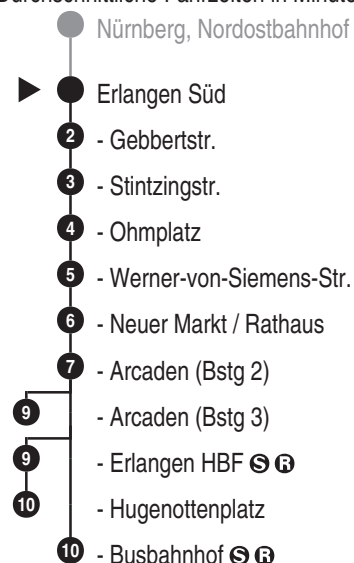 Durchschnittliche Fahrzeiten in Minuten
Nürnberg, Nordostbahnhof
Erlangen Süd
2 - Gebbertstr.
3 - Stintzingstr.
4 - Ohmplatz
5 - Werner-von-Siemens-Str.
6 - Neuer Markt / Rathaus
7 - Arcaden (Bstg 2)
9 - Arcaden (Bstg 3)
9 - Erlangen HBF S R
10 - Hugenottenplatz
10 - Busbahnhof S R